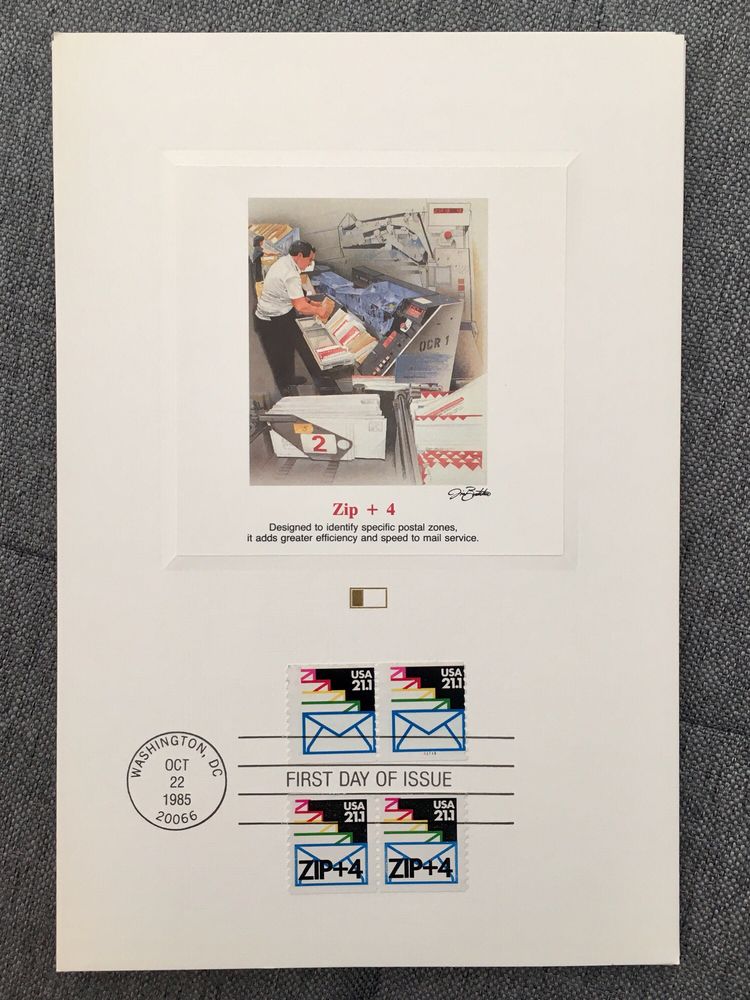 OCR 1
2
Zip + 4
Designed to identify specific postal zones,
it adds greater efficiency and speed to mail service.
USA
21.1
USA
21.1
WASHINGTON, DC
OCT
22
1985
20066
FIRST DAY OF ISSUE
USA
21.1
ZIP+4
USA
21.1
ZIP+4